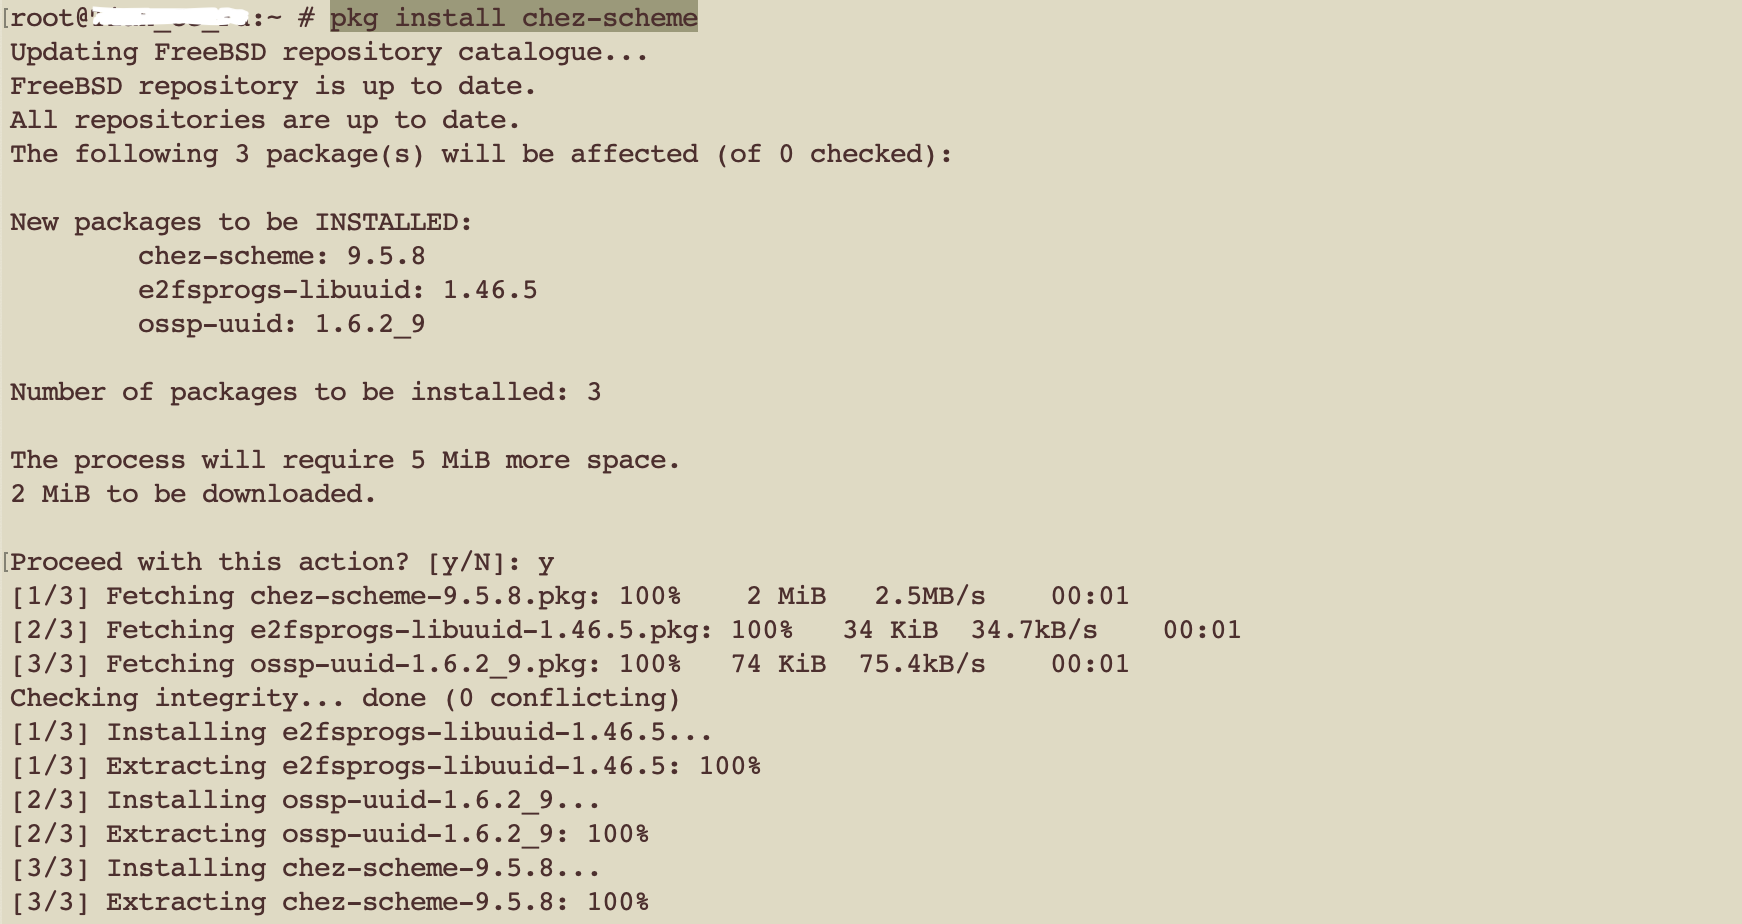 [root@:~ # pkg install chez-scheme
Updating FreeBSD repository catalogue...
FreeBSD repository is up to date.
All repositories are up to date.
The following 3 package(s) will be affected (of 0 checked):
New packages to be INSTALLED:
chez-scheme: 9.5.8
e2fsprogs-libuuid: 1.46.5
ossp-uuid: 1.6.2_9
Number of packages to be installed: 3
The process will require 5 MiB more space.
2 MiB to be downloaded.
[Proceed with this action? [y/N]: y
[1/3] Fetching chez-scheme-9.5.8.pkg: 100%    2 MiB   2.5MB/s    00:01
[2/3] Fetching e2fsprogs-libuuid-1.46.5.pkg: 100%   34 KiB  34.7kB/s    00:01
[3/3] Fetching ossp-uuid-1.6.2_9.pkg: 100%   74 KiB  75.4kB/s    00:01
Checking integrity... done (0 conflicting)
[1/3] Installing e2fsprogs-libuuid-1.46.5...
[1/3] Extracting e2fsprogs-libuuid-1.46.5: 100%
[2/3] Installing ossp-uuid-1.6.2_9...
[2/3] Extracting ossp-uuid-1.6.2_9: 100%
[3/3] Installing chez-scheme-9.5.8...
[3/3] Extracting chez-scheme-9.5.8: 100%